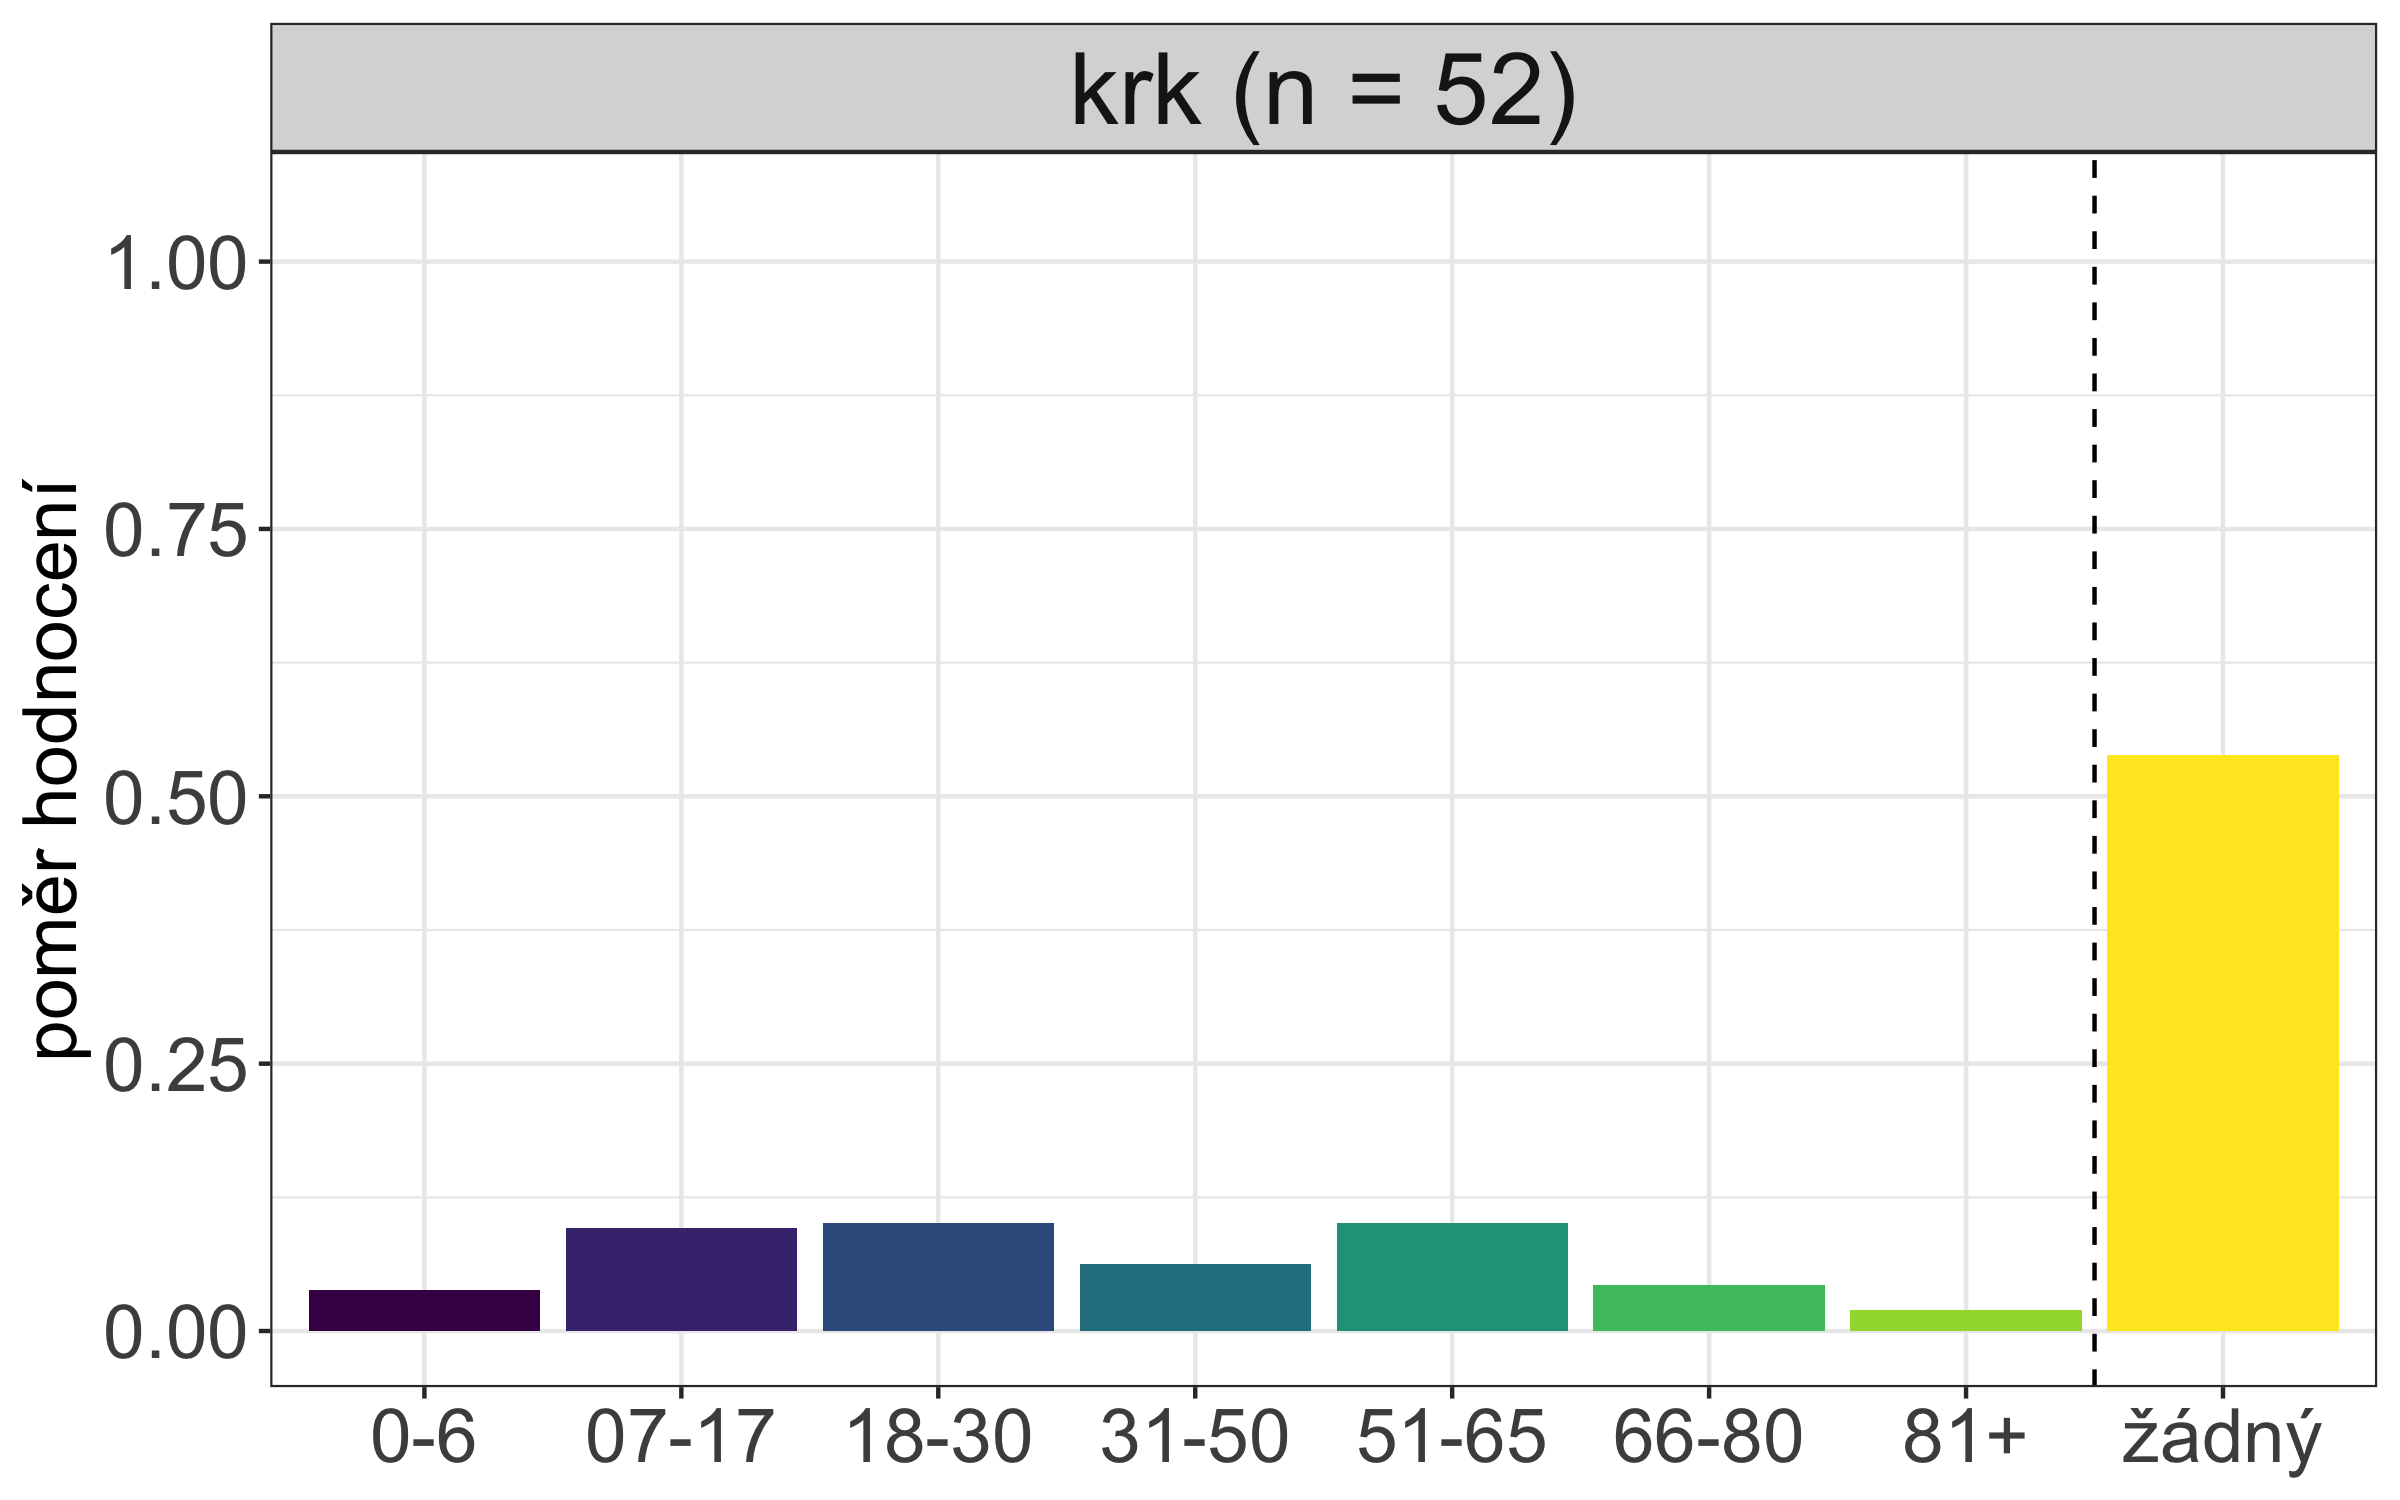 krk (n = 52)
poměr hodnocení
1.00
0.75
0.50
0.25
0.00
0-6 07-17 18-30 31-50 51-65 66-80 81+ žádný